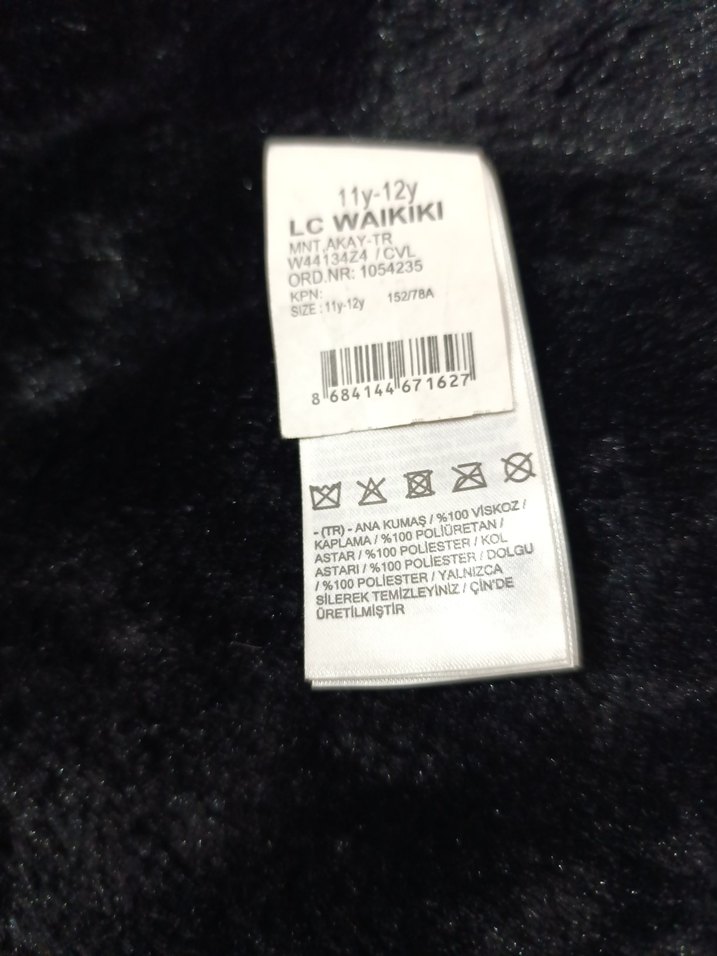 11y-12y
LC WAIKIKI
MNT,AKAY-TR
W44134Z4 / CVL
ORD.NR: 1054235
KPN:
SIZE : 11y-12y 152/78A
8 684144 671627
- (TR) - ANA KUMAŞ / %100 VİSKOZ /
KAPLAMA / %100 POLİÜRETAN /
ASTAR / %100 POLİESTER / KOL
ASTARI / %100 POLİESTER / DOLGU
/ %100 POLİESTER / YALNIZCA
SİLEREK TEMİZLEYİNİZ / ÇİN'DE
ÜRETİLMİŞTİR